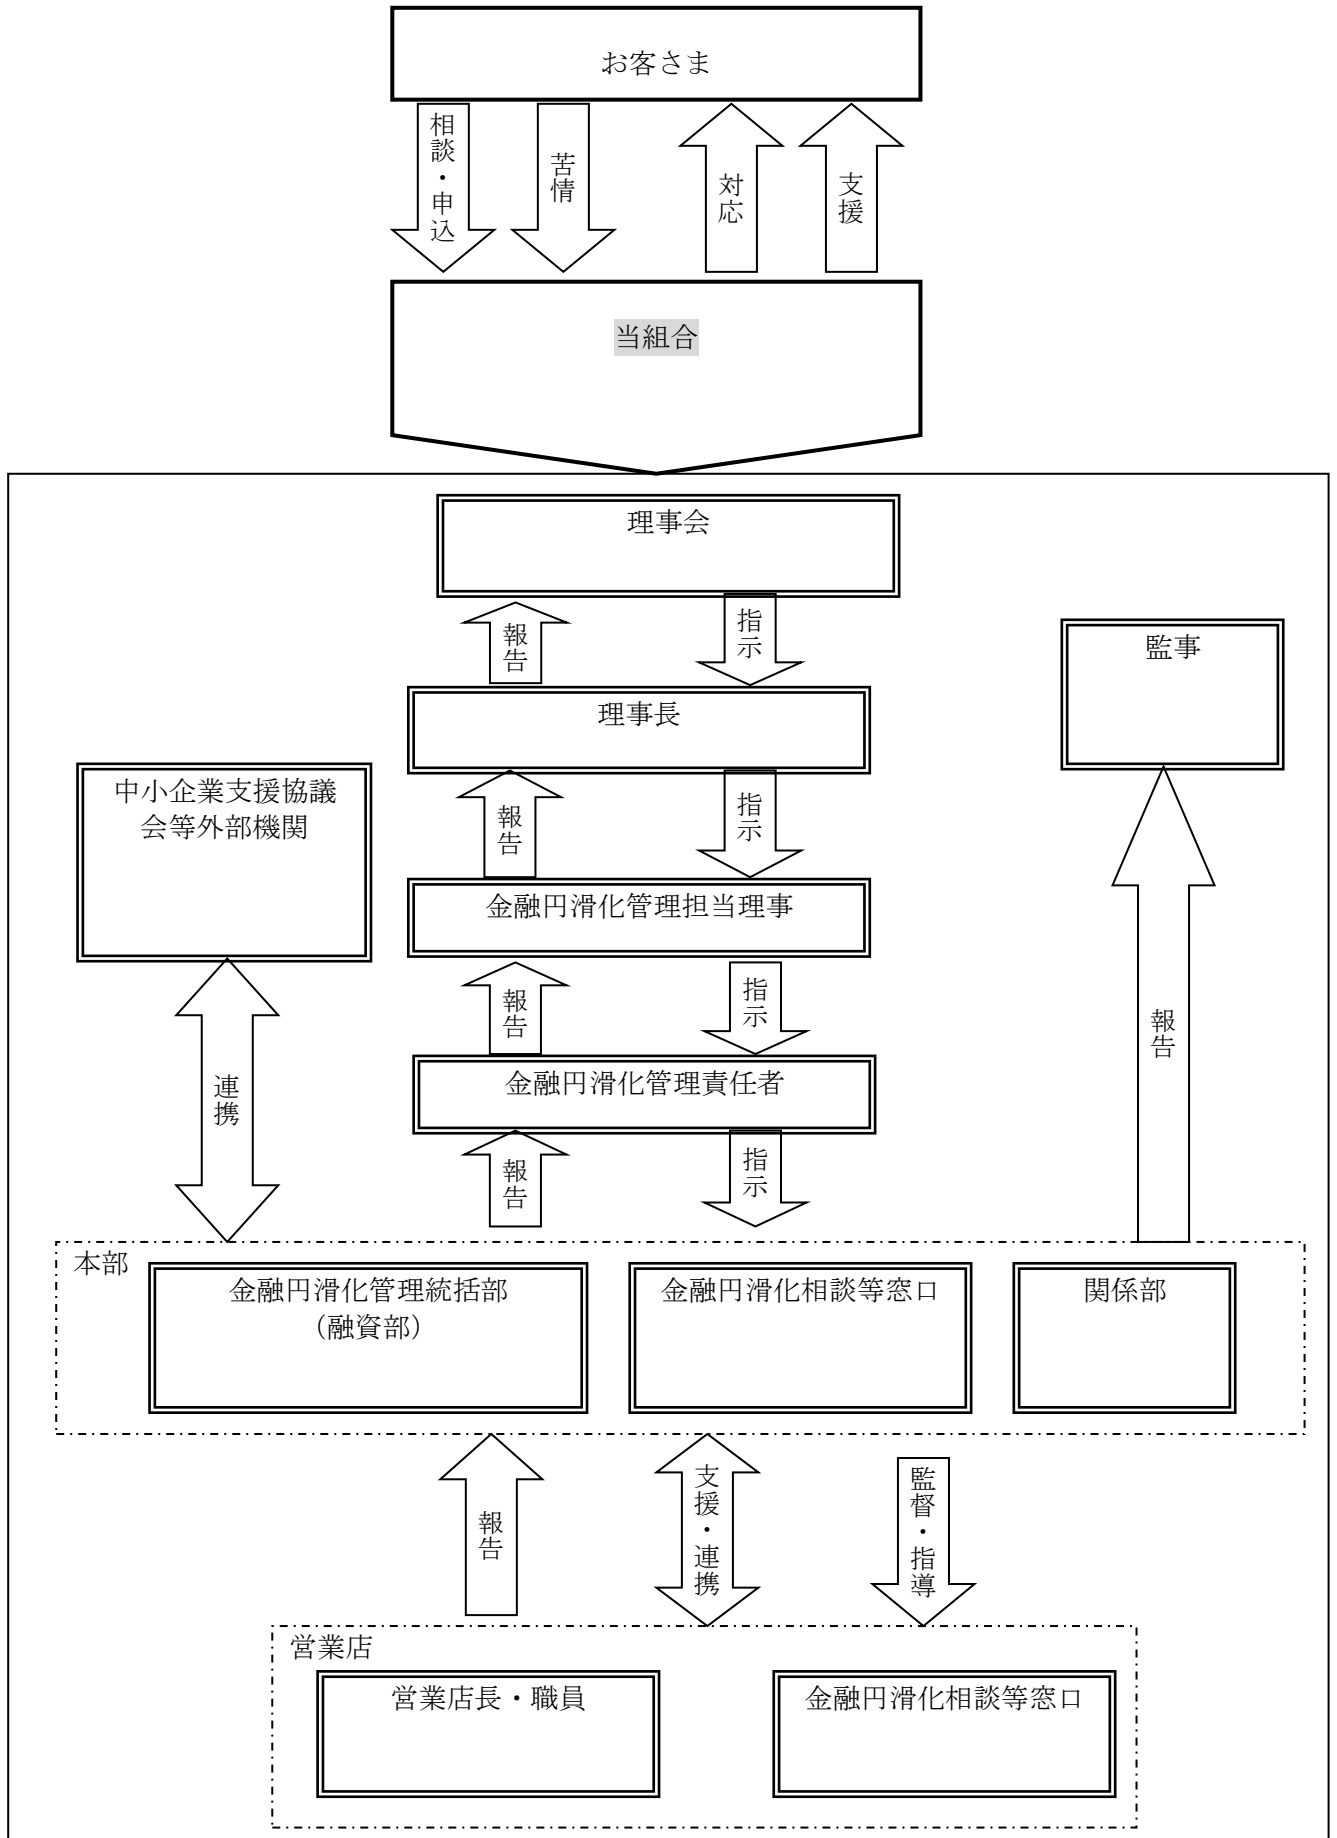 お客さま
相談・申込
苦情
対応
支援
当組合
理事会
報告
指示
監事
理事長
中小企業支援協議
会等外部機関
報告
指示
金融円滑化管理担当理事
報告
指示
報告
連携
金融円滑化管理責任者
報告
指示
本部
金融円滑化管理統括部
（融資部）
金融円滑化相談等窓口
関係部
報告
支援・連携
監督・指導
営業店
営業店長・職員
金融円滑化相談等窓口